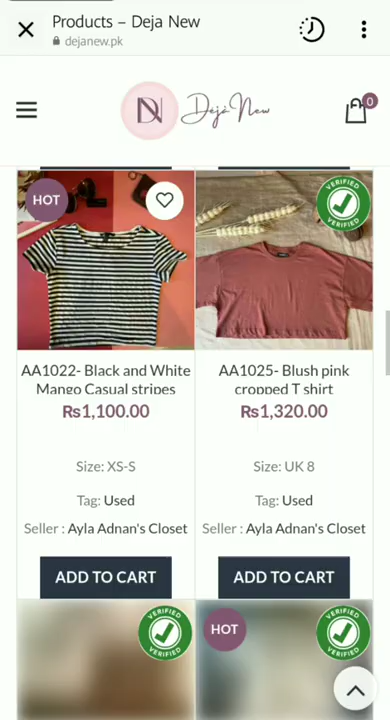 Products – Deja New
dejanew.pk
DN Déjà New
0
HOT
VERIFIED
VERIFIED
AA1022- Black and White
Mango Casual stripes
₨1,100.00
AA1025- Blush pink
cropped T shirt
₨1,320.00
Size: XS-S
Size: UK 8
Tag: Used
Tag: Used
Seller : Ayla Adnan's Closet
Seller : Ayla Adnan's Closet
ADD TO CART
ADD TO CART
VERIFIED
VERIFIED
HOT
VERIFIED
VERIFIED